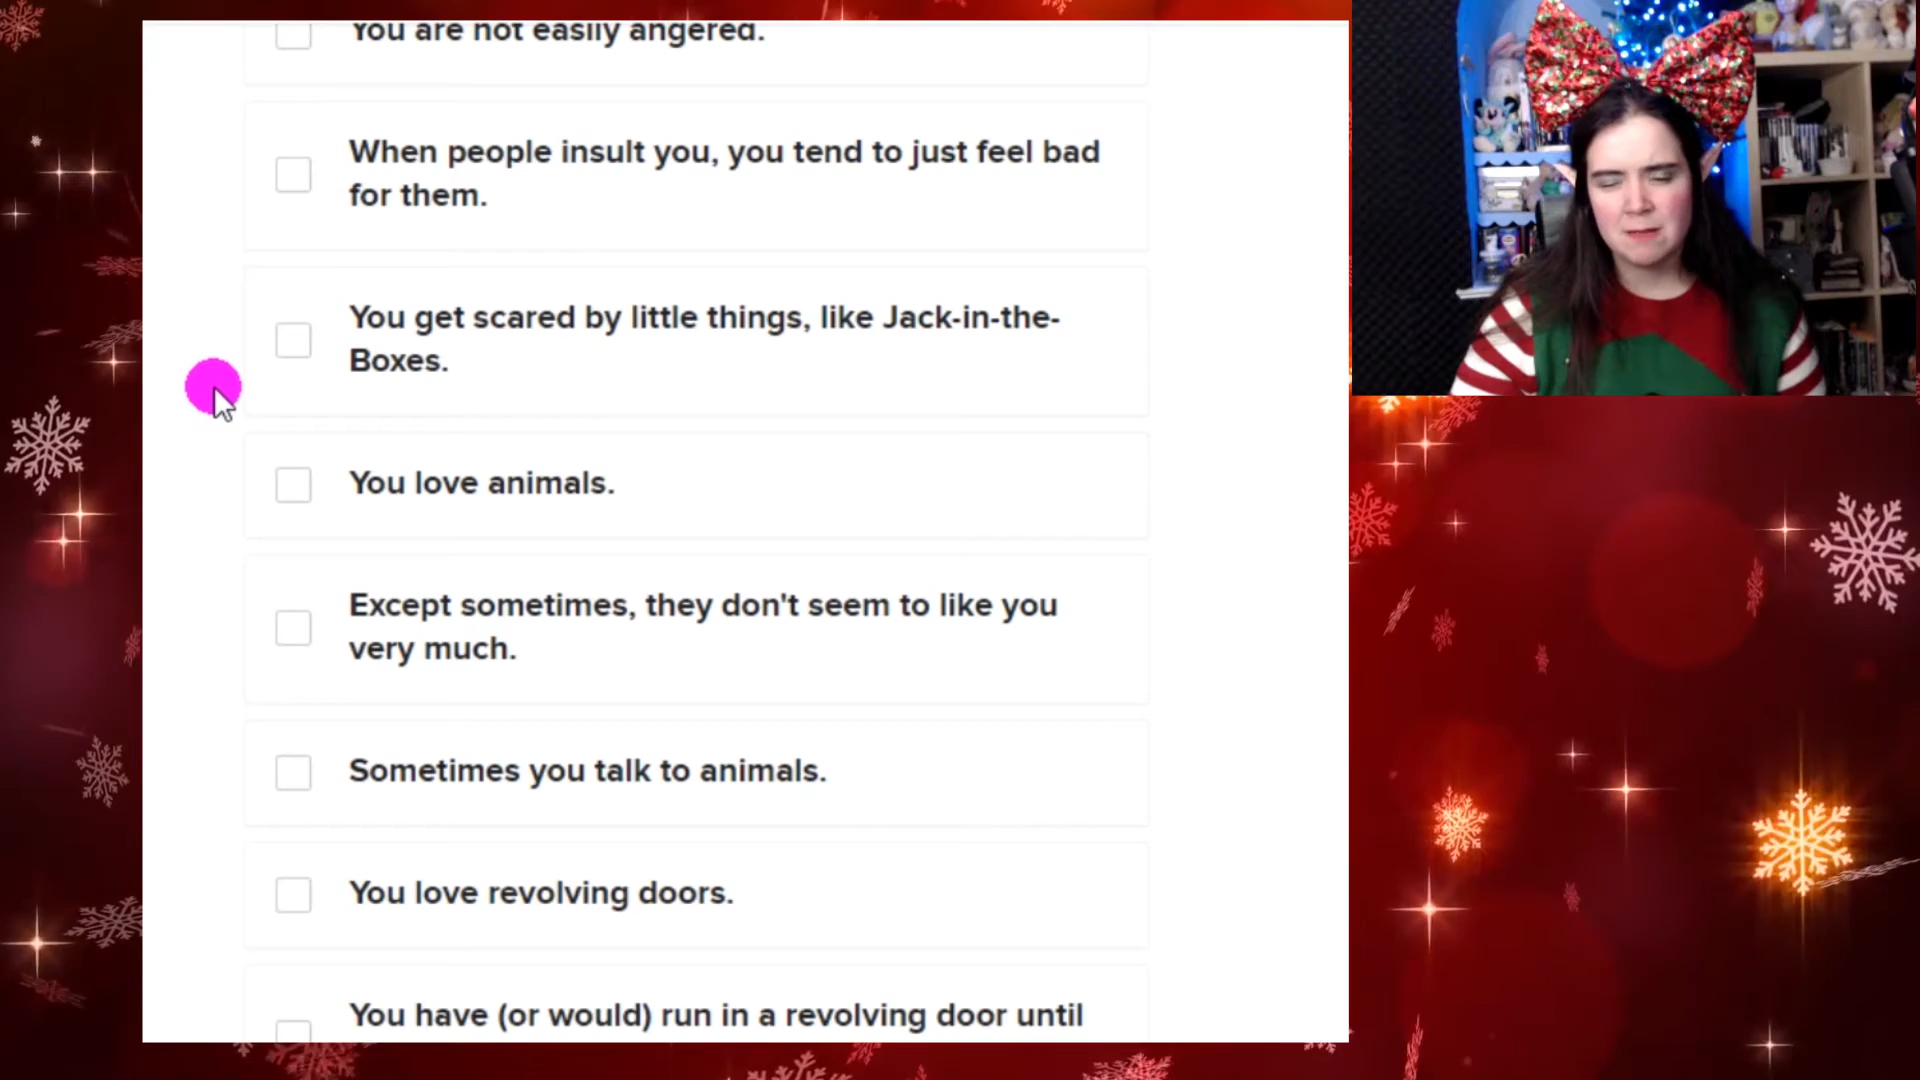 You are not easily angered.
When people insult you, you tend to just feel bad
for them.
You get scared by little things, like Jack-in-the-
Boxes.
You love animals.
Except sometimes, they don't seem to like you
very much.
Sometimes you talk to animals.
You love revolving doors.
You have (or would) run in a revolving door until